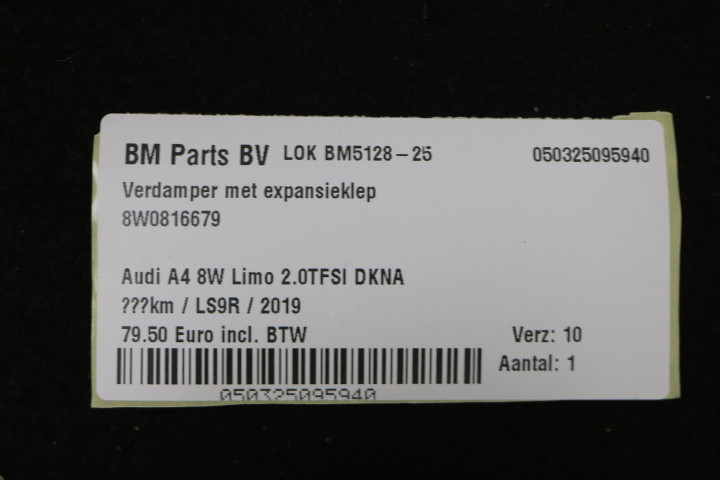 BM Parts BV LOK BM5128-25 050325095940
Verdamper met expansieklep
8W0816679
Audi A4 8W Limo 2.0TFSI DKNA
???km / LS9R / 2019
79.50 Euro incl. BTW Verz: 10
Aantal: 1
050325095940